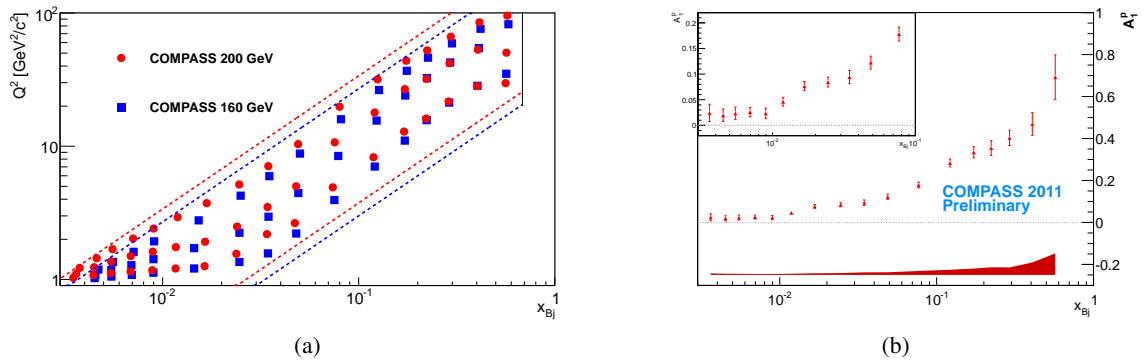 Q² [GeV²/c²]
10²
10
1
COMPASS 200 GeV
COMPASS 160 GeV
10⁻²
10⁻¹
1
x_Bj
(a)
A₁ᵖ
0.2
0.15
0.1
0.05
0
10⁻²
x_Bj 10⁻¹
1
A₁ᵖ
0.8
0.6
0.4
0.2
0
-0.2
COMPASS 2011
Preliminary
10⁻²
10⁻¹
1
x_Bj
(b)